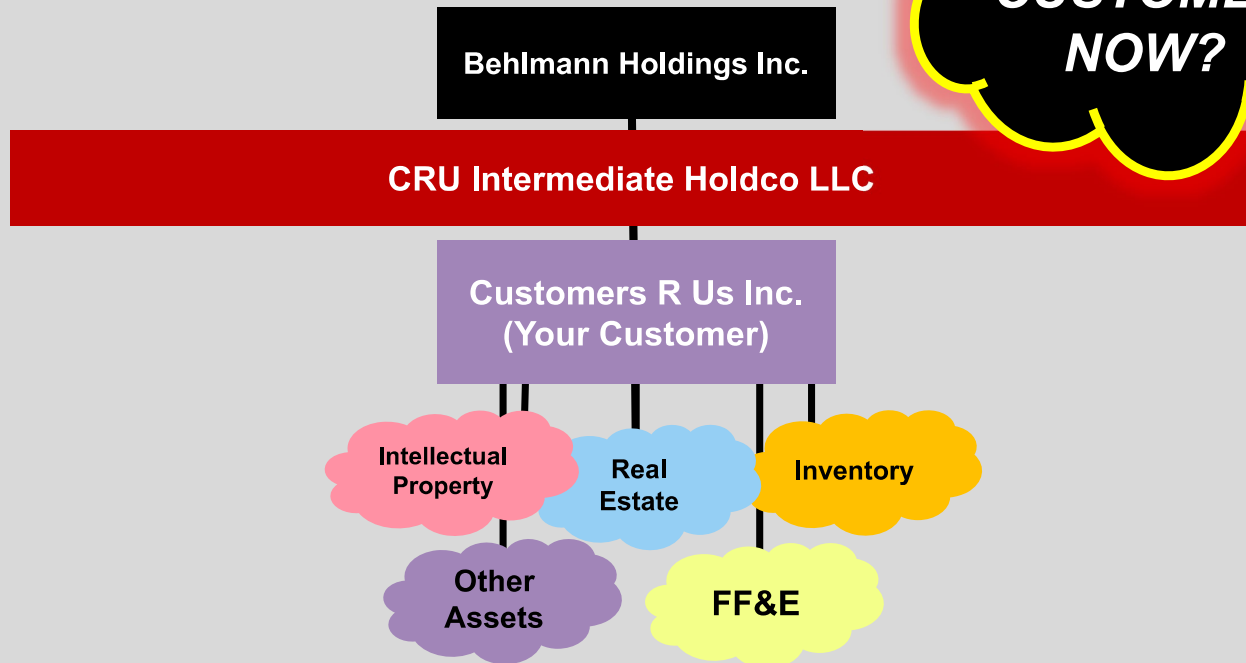 NOW?
Behlmann Holdings Inc.
CRU Intermediate Holdco LLC
Customers R Us Inc.
(Your Customer)
Intellectual
Property
Real
Estate
Inventory
Other
Assets
FF&E